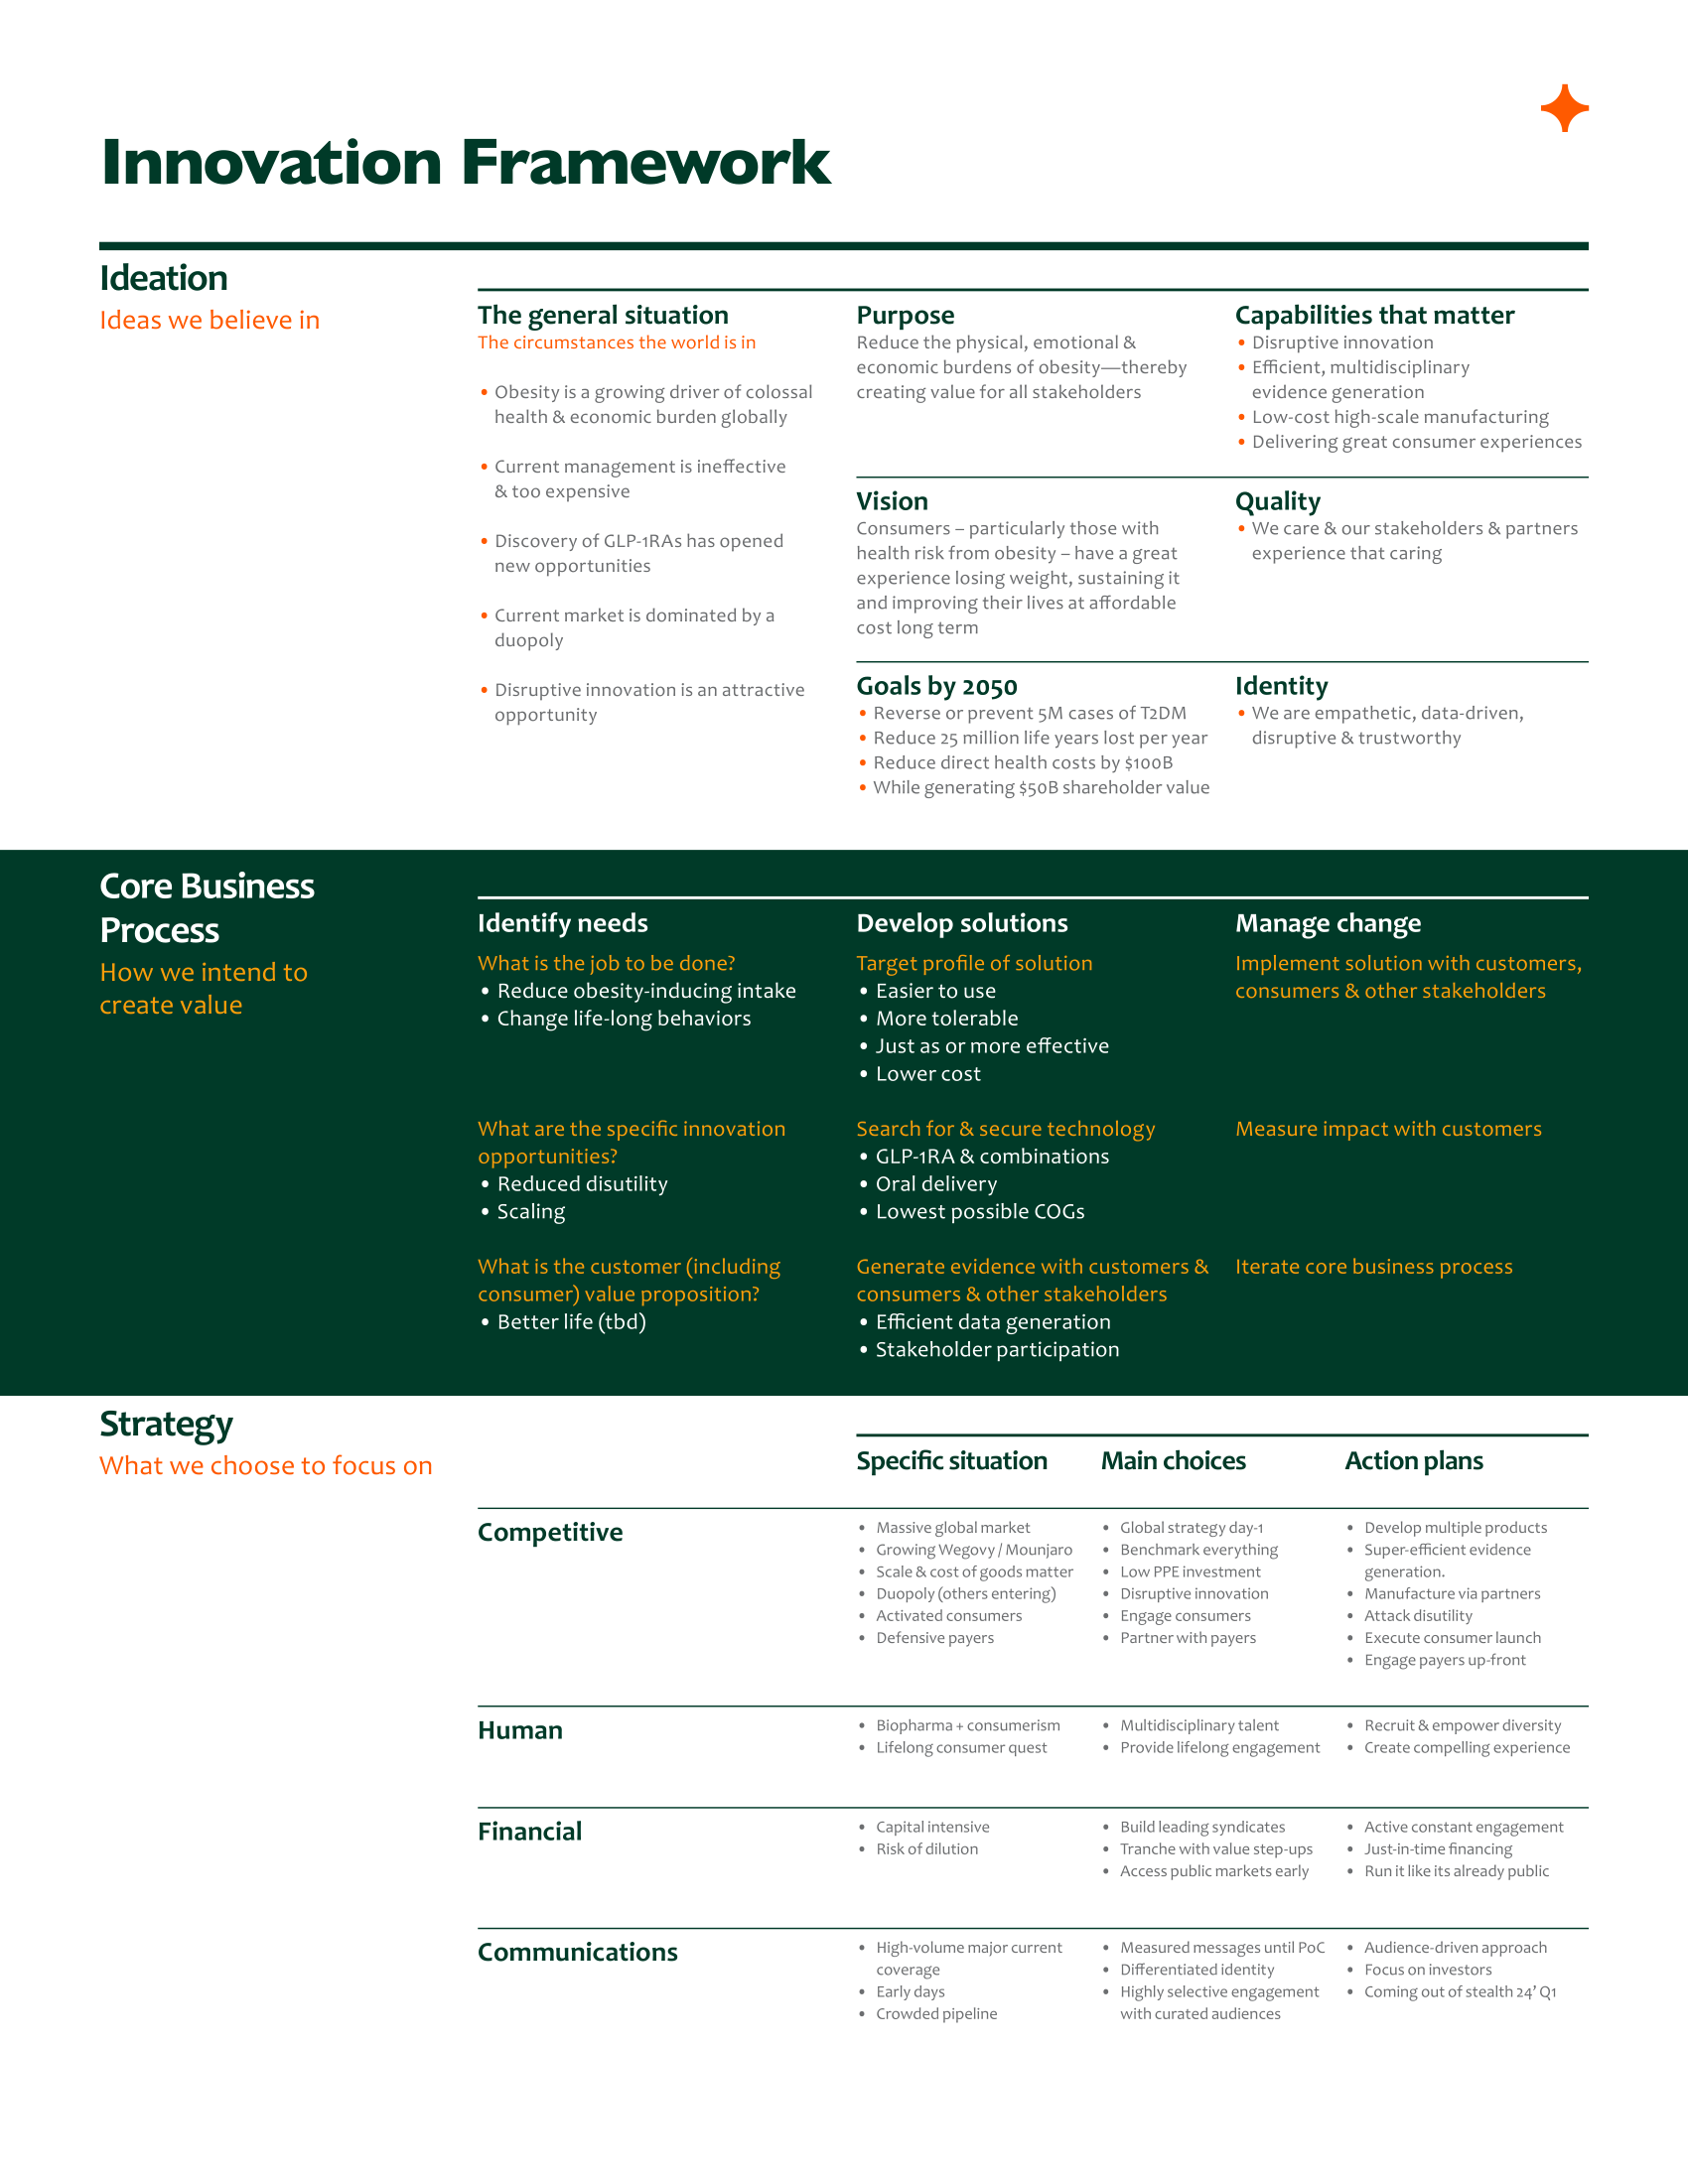 Innovation Framework
Ideation
Ideas we believe in
The general situation
The circumstances the world is in
• Obesity is a growing driver of colossal
health & economic burden globally
• Current management is ineffective
& too expensive
• Discovery of GLP-1RAs has opened
new opportunities
• Current market is dominated by a
duopoly
• Disruptive innovation is an attractive
opportunity
Purpose
Reduce the physical, emotional &
economic burdens of obesity—thereby
creating value for all stakeholders
Capabilities that matter
• Disruptive innovation
• Efficient, multidisciplinary
evidence generation
• Low-cost high-scale manufacturing
• Delivering great consumer experiences
Vision
Consumers – particularly those with
health risk from obesity – have a great
experience losing weight, sustaining it
and improving their lives at affordable
cost long term
Quality
• We care & our stakeholders & partners
experience that caring
Goals by 2050
• Reverse or prevent 5M cases of T2DM
• Reduce 25 million life years lost per year
• Reduce direct health costs by $100B
• While generating $50B shareholder value
Identity
• We are empathetic, data-driven,
disruptive & trustworthy
Core Business
Process
How we intend to
create value
Identify needs
What is the job to be done?
• Reduce obesity-inducing intake
• Change life-long behaviors
What are the specific innovation
opportunities?
• Reduced disutility
• Scaling
What is the customer (including
consumer) value proposition?
• Better life (tbd)
Develop solutions
Target profile of solution
• Easier to use
• More tolerable
• Just as or more effective
• Lower cost
Search for & secure technology
• GLP-1RA & combinations
• Oral delivery
• Lowest possible COGs
Generate evidence with customers &
consumers & other stakeholders
• Efficient data generation
• Stakeholder participation
Manage change
Implement solution with customers,
consumers & other stakeholders
Measure impact with customers
Iterate core business process
Strategy
What we choose to focus on
Specific situation
Main choices
Action plans
Competitive
• Massive global market
• Growing Wegovy / Mounjaro
• Scale & cost of goods matter
• Duopoly (others entering)
• Activated consumers
• Defensive payers
• Global strategy day-1
• Benchmark everything
• Low PPE investment
• Disruptive innovation
• Engage consumers
• Partner with payers
• Develop multiple products
• Super-efficient evidence
generation.
• Manufacture via partners
• Attack disutility
• Execute consumer launch
• Engage payers up-front
Human
• Biopharma + consumerism
• Lifelong consumer quest
• Multidisciplinary talent
• Provide lifelong engagement
• Recruit & empower diversity
• Create compelling experience
Financial
• Capital intensive
• Risk of dilution
• Build leading syndicates
• Tranche with value step-ups
• Access public markets early
• Active constant engagement
• Just-in-time financing
• Run it like its already public
Communications
• High-volume major current
coverage
• Early days
• Crowded pipeline
• Measured messages until PoC
• Differentiated identity
• Highly selective engagement
with curated audiences
• Audience-driven approach
• Focus on investors
• Coming out of stealth 24’ Q1